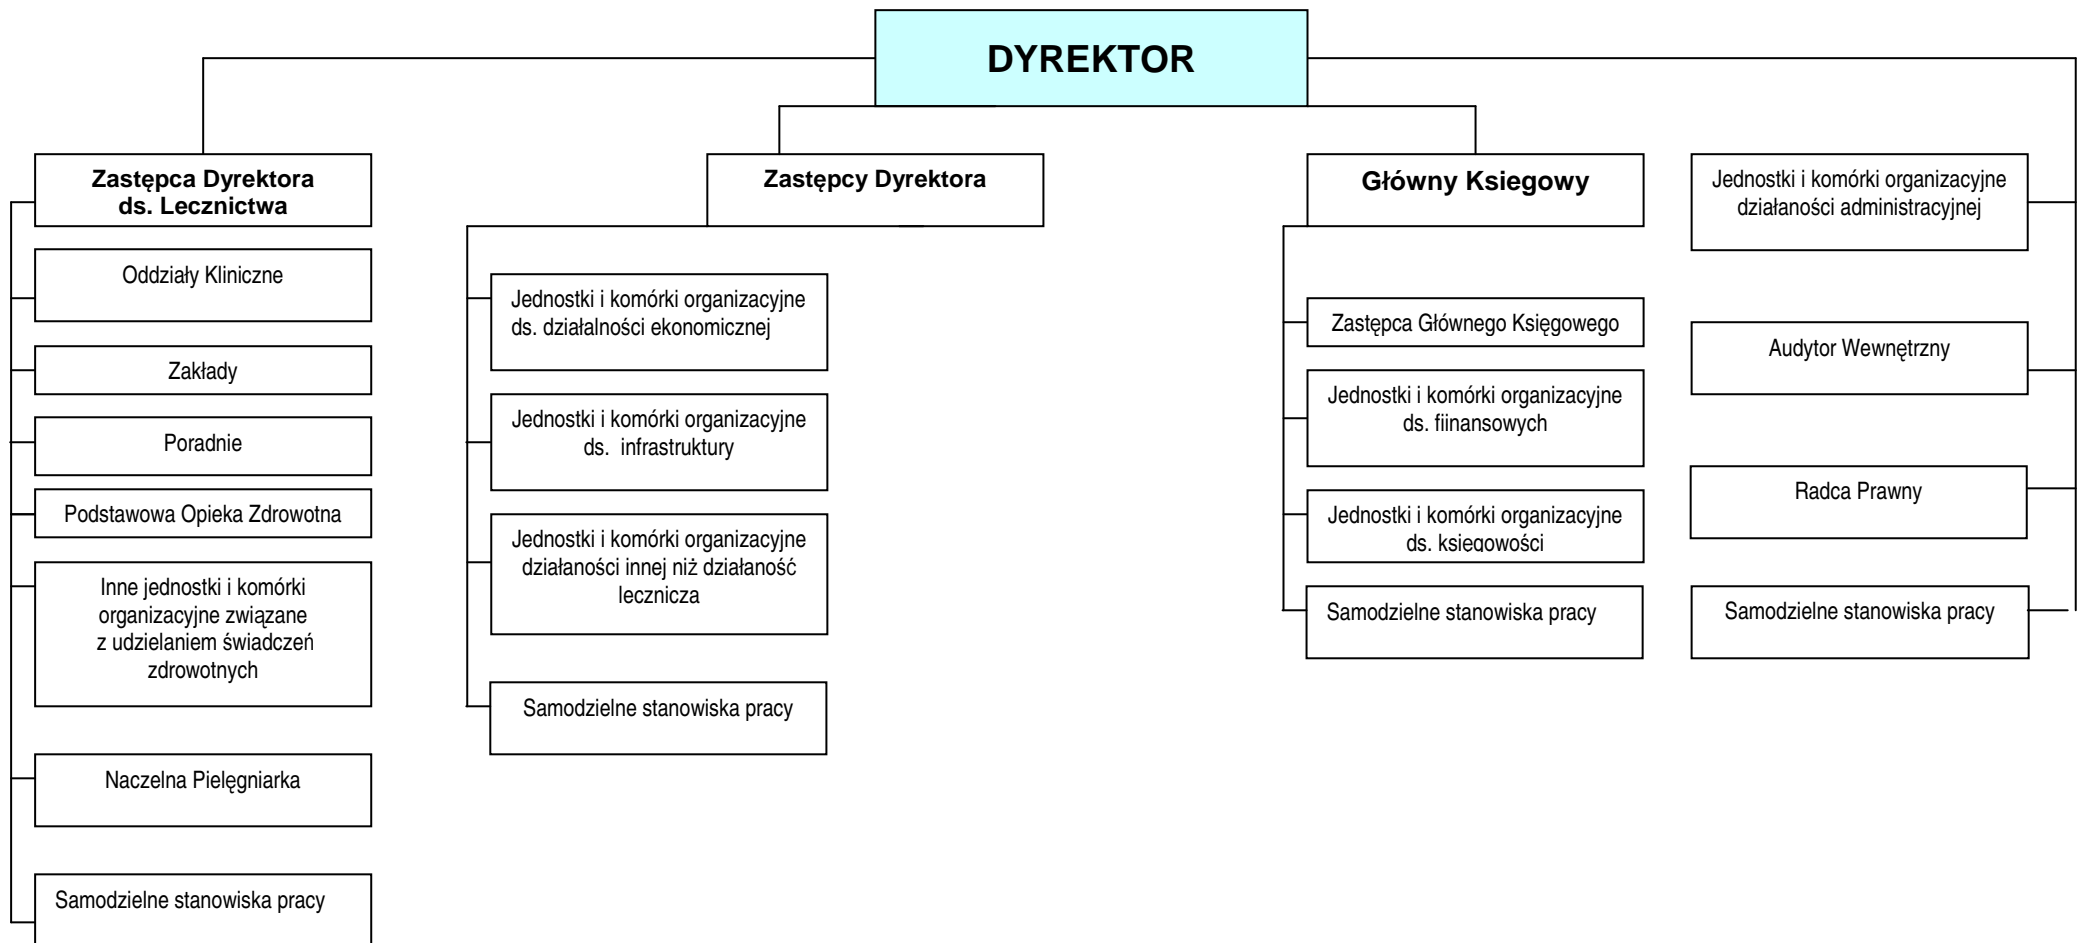 DYREKTOR
Zastępca Dyrektora
ds. Lecznictwa
Oddziały Kliniczne
Zakłady
Poradnie
Podstawowa Opieka Zdrowotna
Inne jednostki i komórki
organizacyjne związane
z udzielaniem świadczeń
zdrowotnych
Naczelna Pielęgniarka
Samodzielne stanowiska pracy
Zastępcy Dyrektora
Jednostki i komórki organizacyjne
ds. działalności ekonomicznej
Jednostki i komórki organizacyjne
ds. infrastruktury
Jednostki i komórki organizacyjne
działaności innej niż działaność
lecznicza
Samodzielne stanowiska pracy
Główny Ksiegowy
Zastępca Głównego Księgowego
Jednostki i komórki organizacyjne
ds. fiinansowych
Jednostki i komórki organizacyjne
ds. księgowości
Samodzielne stanowiska pracy
Jednostki i komórki organizacyjne
działaności administracyjnej
Audytor Wewnętrzny
Radca Prawny
Samodzielne stanowiska pracy